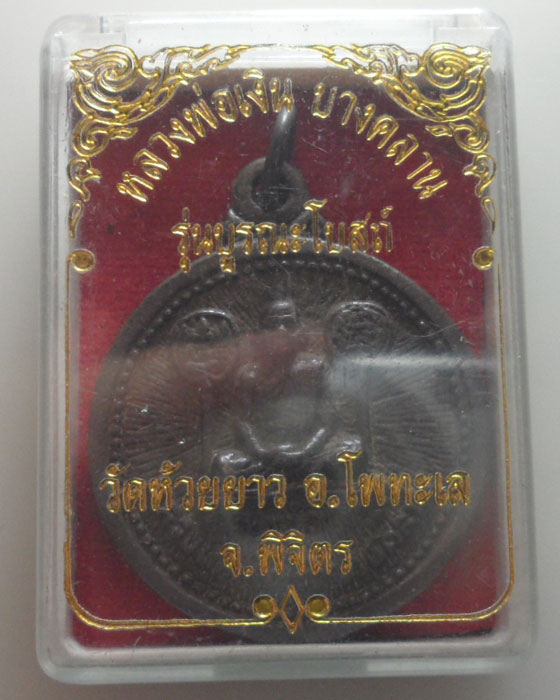 หลวงพ่อเงิน บางคลาน
รุ่นบูรณะโบสถ์
วัดห้วยยาว อ.โพทะเล
จ.พิจิตร